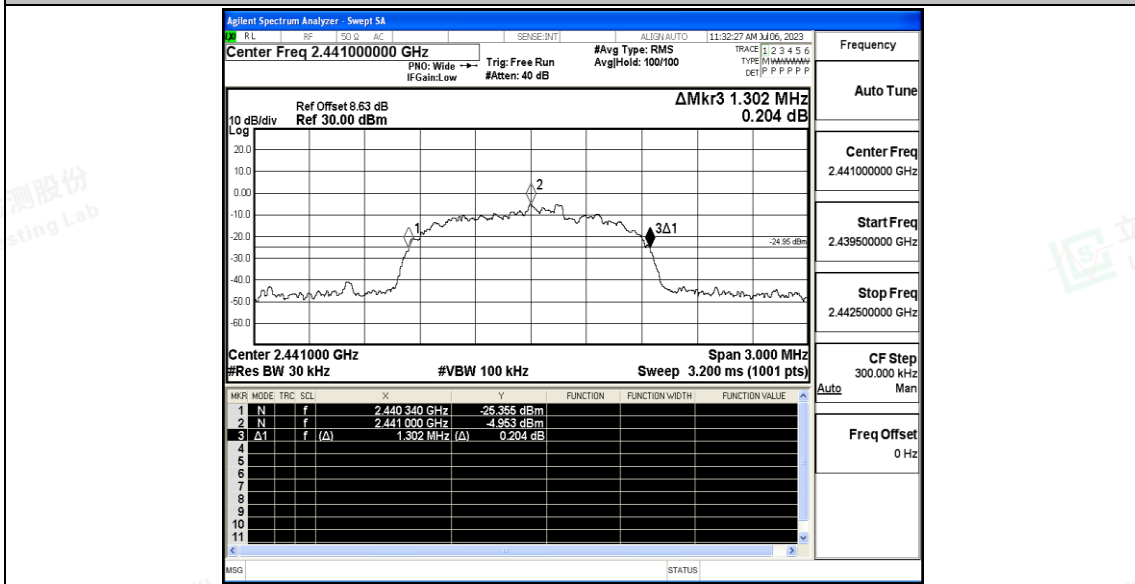 Agilent Spectrum Analyzer - Swept SA
RL RF 50 Ω AC SENSE:INT ALIGN AUTO 11:32:27 AM Jul 06, 2023
Center Freq 2.441000000 GHz
PNO: Wide
IFGain:Low
Trig: Free Run
#Atten: 40 dB
#Avg Type: RMS
Avg|Hold: 100/100
TRACE 1 2 3 4 5 6
TYPE M
DET P P P P P P
Ref Offset 8.63 dB
10 dB/div Ref 30.00 dBm
Log
ΔMkr3 1.302 MHz
0.204 dB
20.0
10.0
0.00
-10.0
-20.0
-30.0
-40.0
-50.0
-60.0
2
1
3Δ1
-24.95 dBm
Center 2.441000 GHz Span 3.000 MHz
#Res BW 30 kHz #VBW 100 kHz Sweep 3.200 ms (1001 pts)
MKR MODE TRC SCL X Y FUNCTION FUNCTION WIDTH FUNCTION VALUE
1 N f 2.440 340 GHz -25.355 dBm
2 N f 2.441 000 GHz -4.953 dBm
3 Δ1 f (Δ) 1.302 MHz (Δ) 0.204 dB
4
5
6
7
8
9
10
11
MSG STATUS
Frequency
Auto Tune
Center Freq
2.441000000 GHz
Start Freq
2.439500000 GHz
Stop Freq
2.442500000 GHz
CF Step
300.000 kHz
Auto Man
Freq Offset
0 Hz
测股份
sting Lab
立